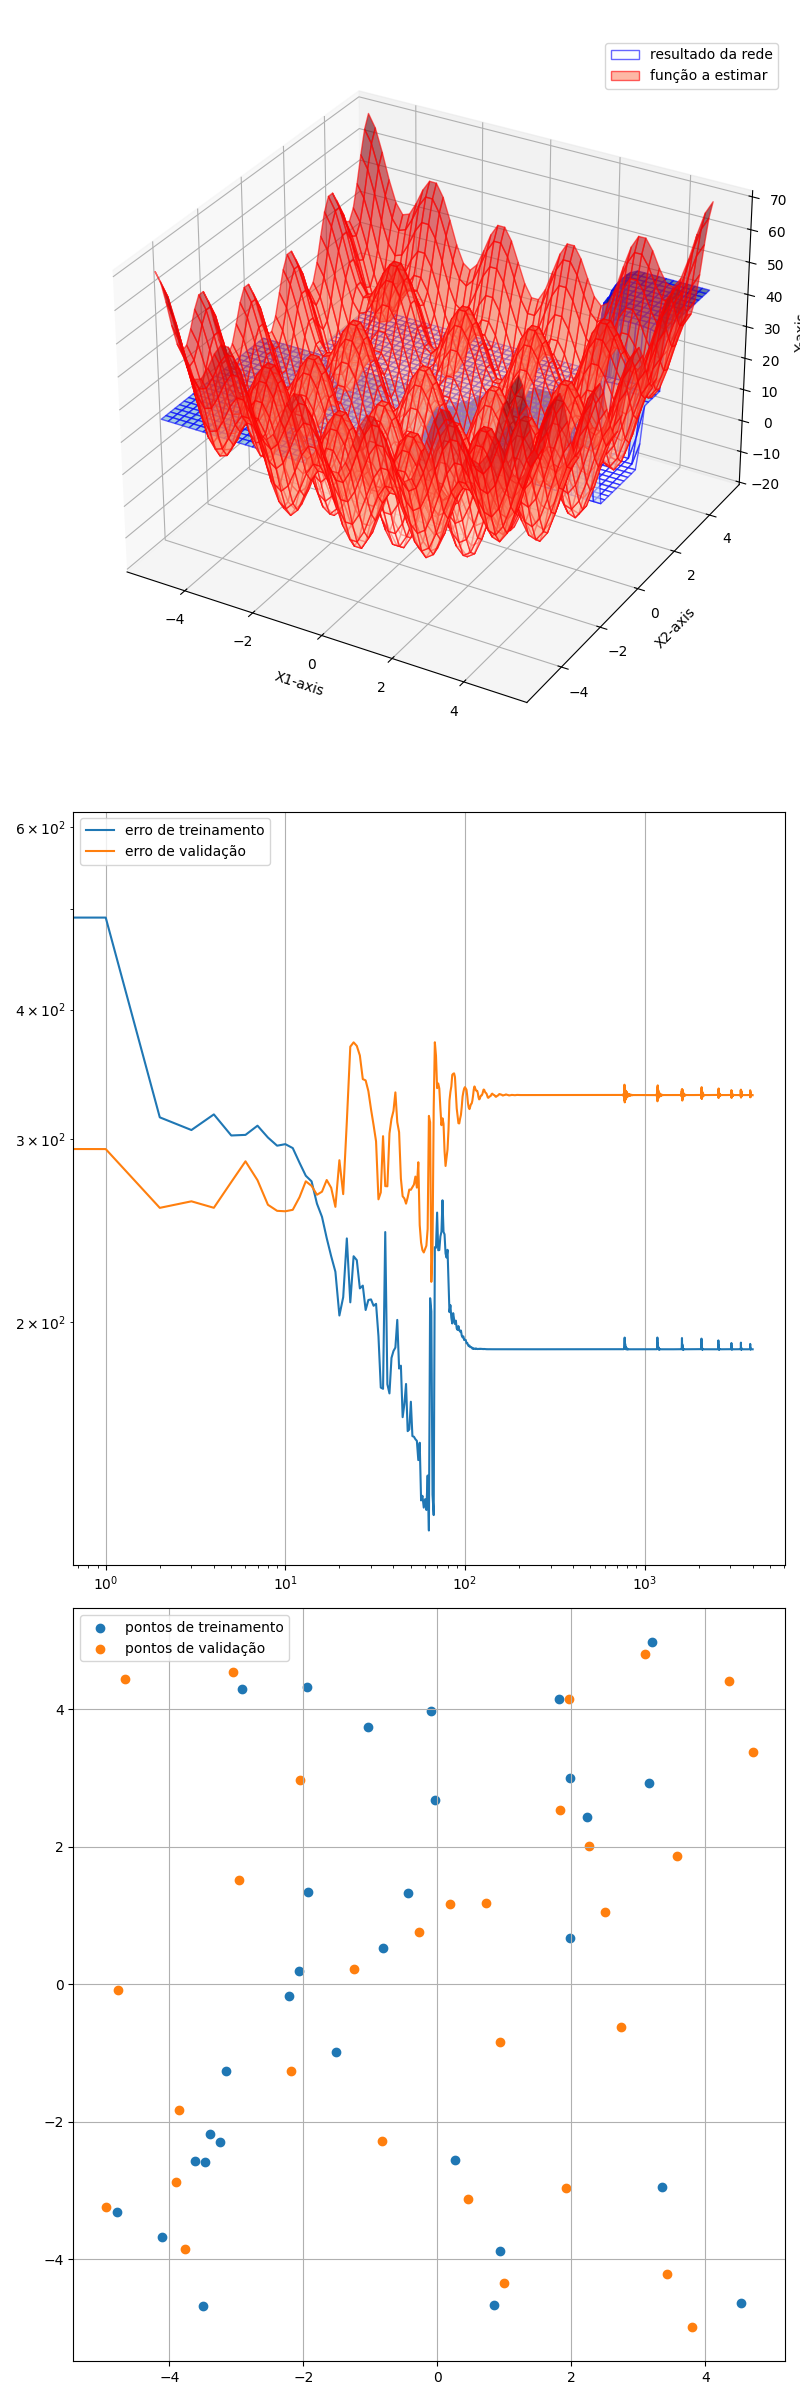 resultado da rede
função a estimar
70
60
50
40
30
20
10
0
−10
−20
4
2
0
−2
−4
X2-axis
−4
−2
0
2
4
X1-axis
6 × 10²
4 × 10²
3 × 10²
2 × 10²
erro de treinamento
erro de validação
10⁰
10¹
10²
10³
pontos de treinamento
pontos de validação
4
2
0
−2
−4
−4
−2
0
2
4